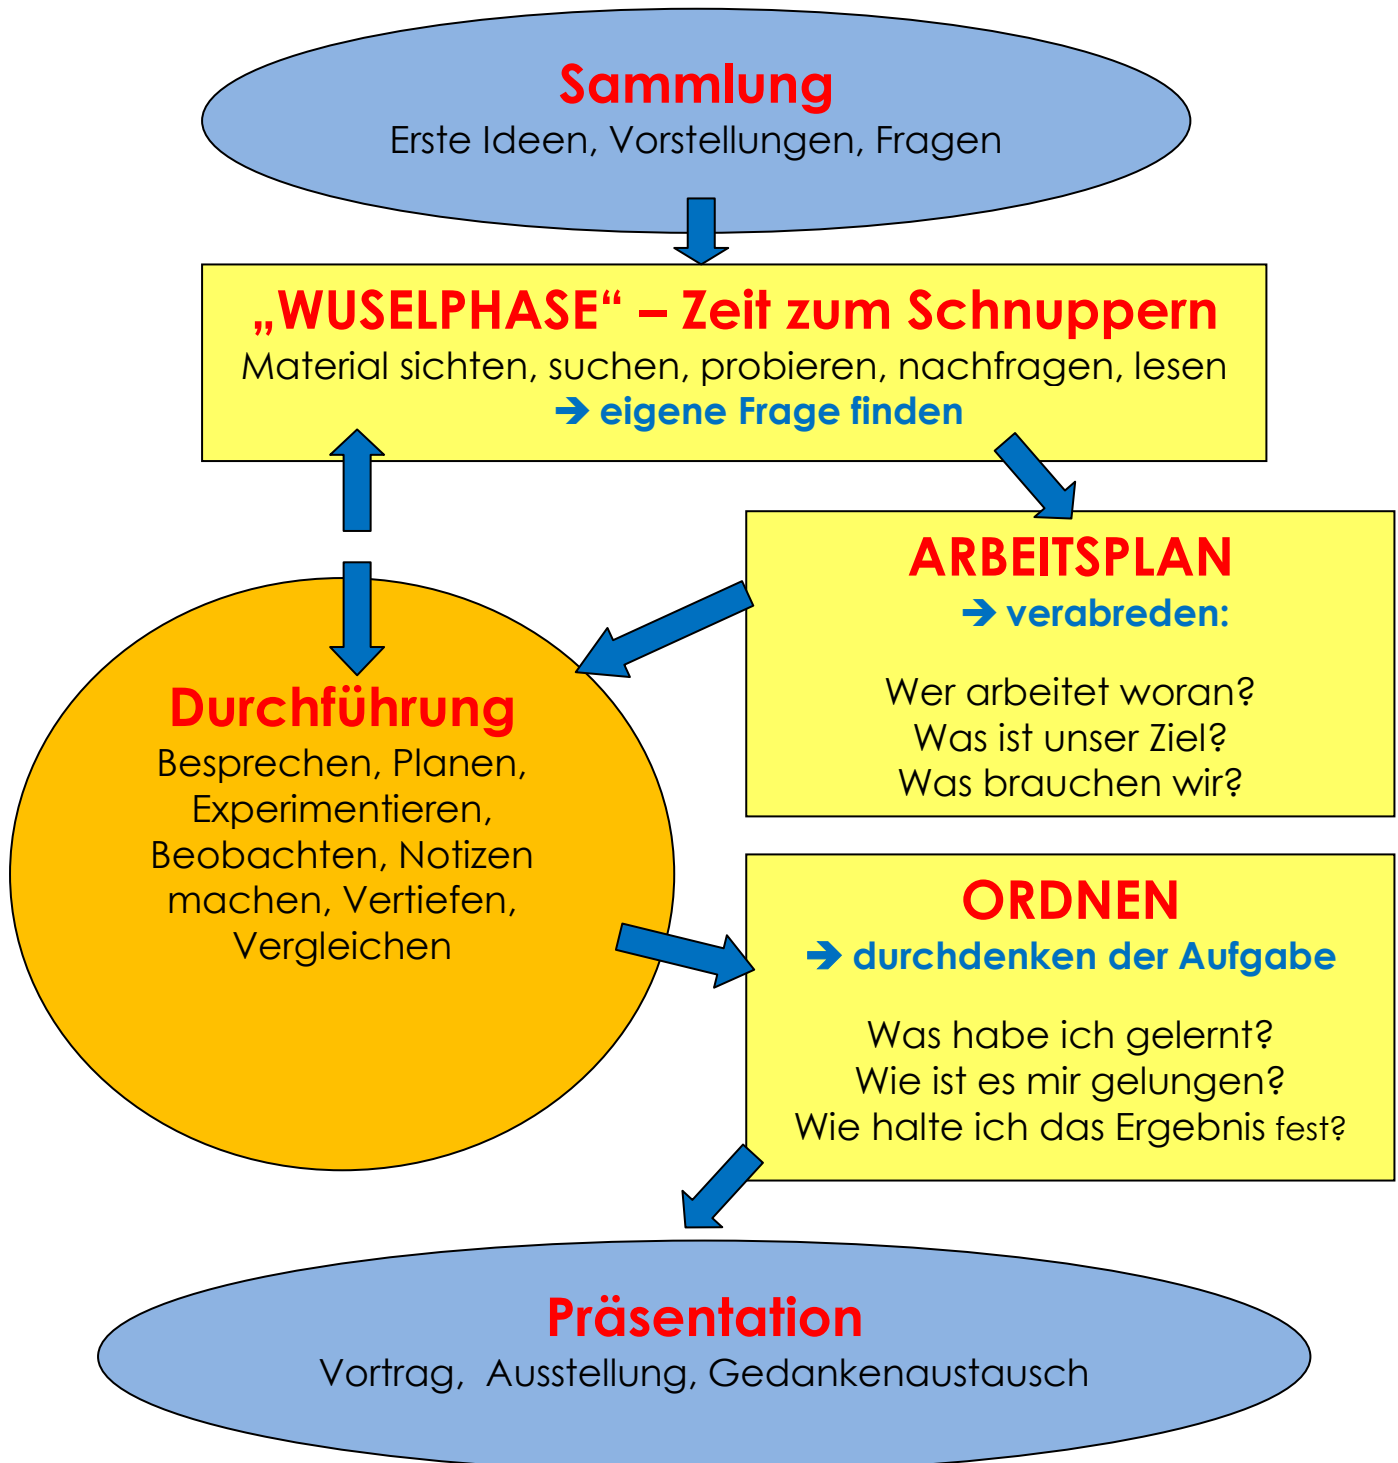 Sammlung
Erste Ideen, Vorstellungen, Fragen
„WUSELPHASE“ – Zeit zum Schnuppern
Material sichten, suchen, probieren, nachfragen, lesen
➔ eigene Frage finden
ARBEITSPLAN
➔ verabreden:
Wer arbeitet woran?
Was ist unser Ziel?
Was brauchen wir?
Durchführung
Besprechen, Planen,
Experimentieren,
Beobachten, Notizen
machen, Vertiefen,
Vergleichen
ORDNEN
➔ durchdenken der Aufgabe
Was habe ich gelernt?
Wie ist es mir gelungen?
Wie halte ich das Ergebnis fest?
Präsentation
Vortrag,  Ausstellung, Gedankenaustausch